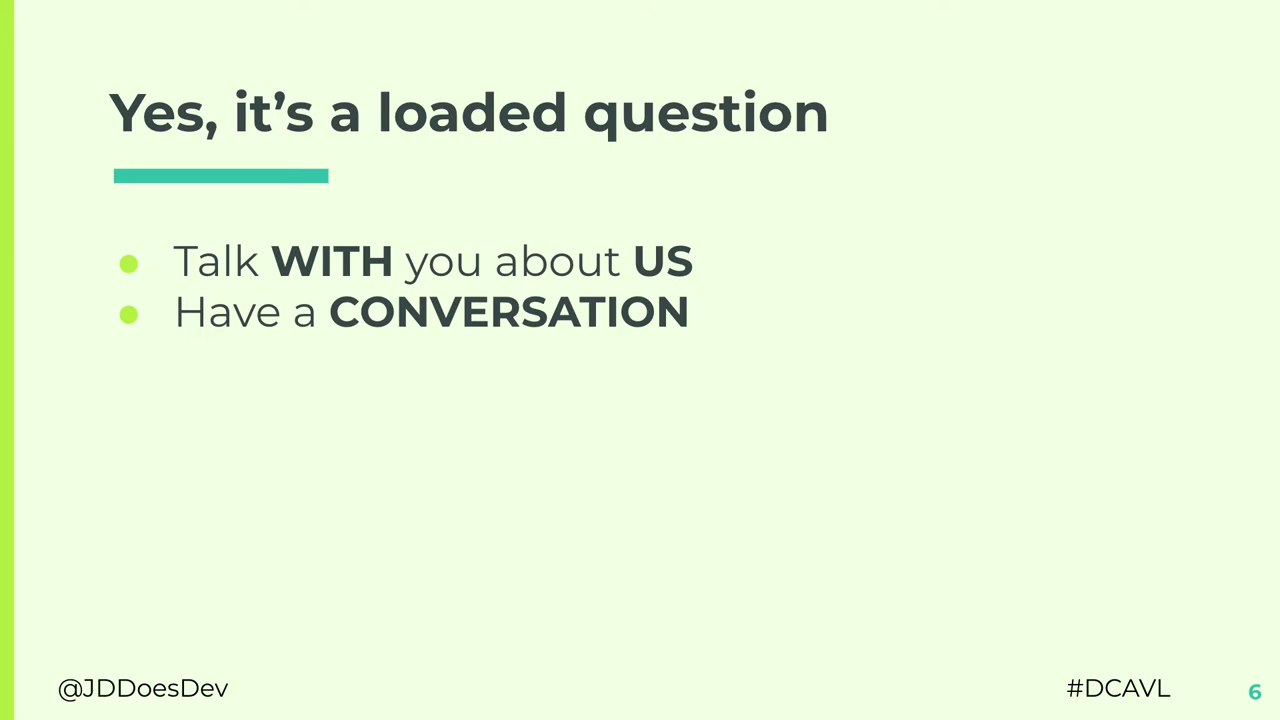 Yes, it’s a loaded question
● Talk WITH you about US
● Have a CONVERSATION
@JDDoesDev
#DCAVL
6